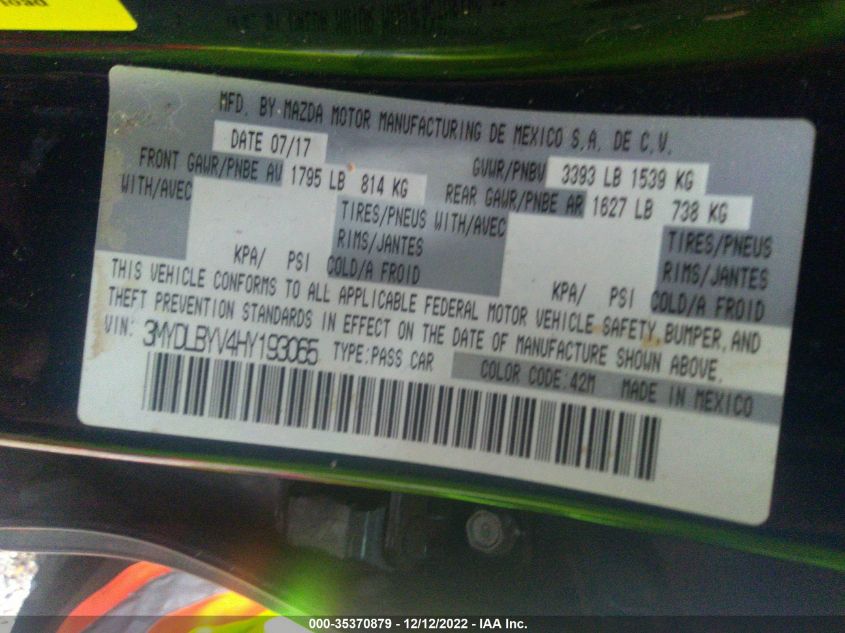 MFD. BY MAZDA MOTOR MANUFACTURING DE MEXICO S.A. DE C.V.
DATE 07/17 GVWR/PNBV 3393 LB 1539 KG
FRONT GAWR/PNBE AV 1795 LB 814 KG REAR GAWR/PNBE AR 1627 LB 738 KG
WITH/AVEC TIRES/PNEUS WITH/AVEC TIRES/PNEUS
RIMS/JANTES RIMS/JANTES
KPA/ PSI COLD/A FROID KPA/ PSI COLD/A FROID
THIS VEHICLE CONFORMS TO ALL APPLICABLE FEDERAL MOTOR VEHICLE SAFETY, BUMPER, AND
THEFT PREVENTION STANDARDS IN EFFECT ON THE DATE OF MANUFACTURE SHOWN ABOVE.
VIN: 3MYDLBYV4HY193065 TYPE:PASS CAR COLOR CODE:42M MADE IN MEXICO
000-35370879 - 12/12/2022 - IAA Inc.